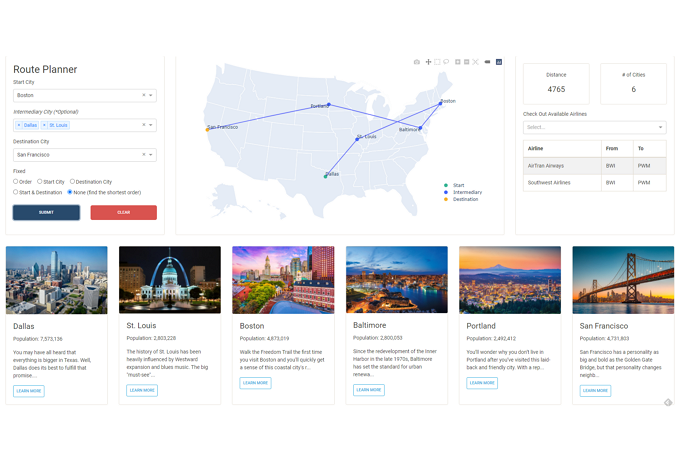 Route Planner
Start City
Boston
Intermediary City (*Optional)
× Dallas × St. Louis
Destination City
San Francisco
Fixed
Order Start City Destination City
Start & Destination None (find the shortest order)
SUBMIT CLEAR
Portland
Boston
San Francisco
Baltimore
St. Louis
Dallas
Start
Intermediary
Destination
Distance
4765
# of Cities
6
Check Out Available Airlines
Select...
Airline From To
AirTran Airways BWI PWM
Southwest Airlines BWI PWM
Dallas
Population: 7,573,136
You may have all heard that
everything is bigger in Texas. Well,
Dallas does its best to fulfill that
promise....
LEARN MORE
St. Louis
Population: 2,803,228
The history of St. Louis has been
heavily influenced by Westward
expansion and blues music. The big
"must-see"...
LEARN MORE
Boston
Population: 4,873,019
Walk the Freedom Trail the first time
you visit Boston and you'll quickly get
a sense of this coastal city's r...
LEARN MORE
Baltimore
Population: 2,800,053
Since the redevelopment of the Inner
Harbor in the late 1970s, Baltimore
has set the standard for urban
renewa...
LEARN MORE
Portland
Population: 2,492,412
You'll wonder why you don't live in
Portland after you've visited this laid-
back and friendly city. With a rep...
LEARN MORE
San Francisco
Population: 4,731,803
San Francisco has a personality as
big and bold as the Golden Gate
Bridge, but that personality changes
neighb...
LEARN MORE